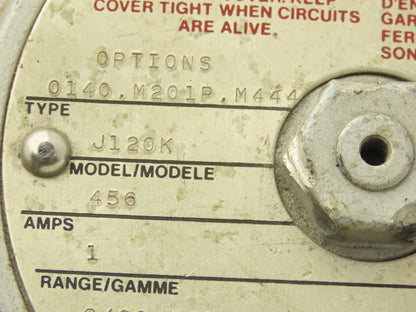 COVER TIGHT WHEN CIRCUITS
ARE ALIVE.
D'EN
GAR
FER
SON
OPTIONS
0140, M201P, M444
TYPE
J120K
MODEL/MODELE
456
AMPS
1
RANGE/GAMME